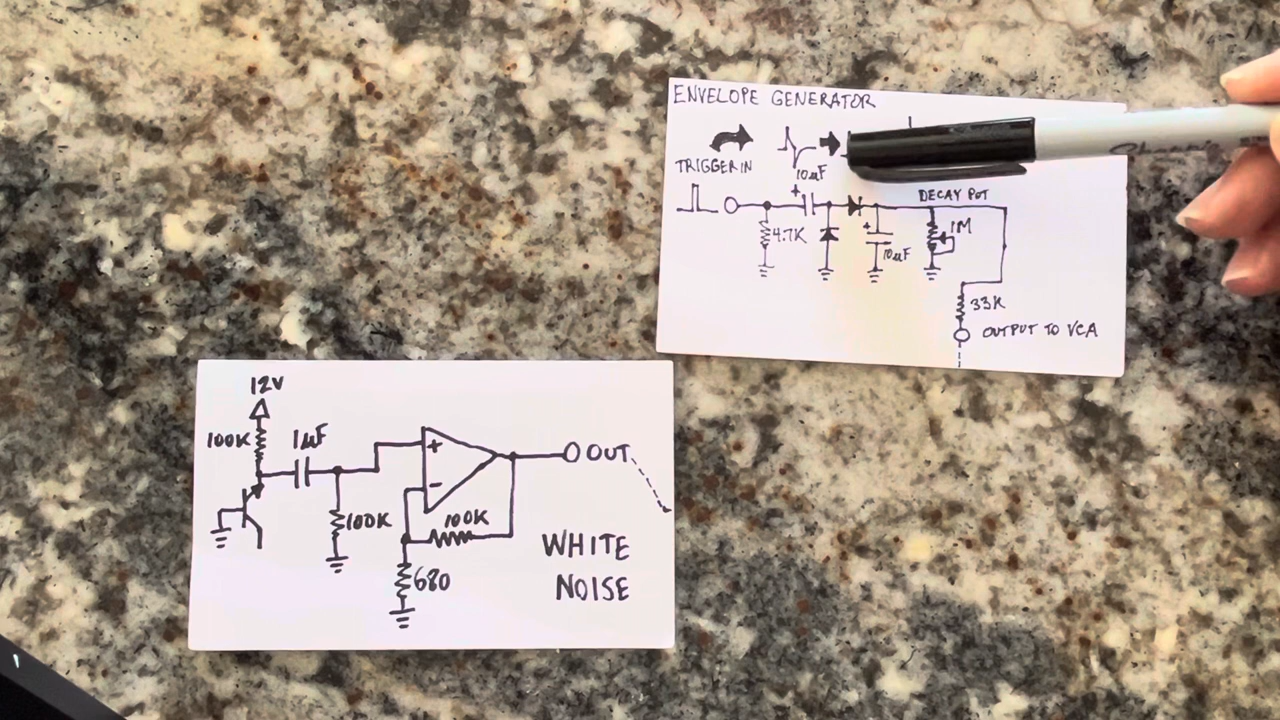 ENVELOPE GENERATOR
TRIGGER IN
10uF
DECAY POT
4.7K
10uF
1M
33K
OUTPUT TO VCA
12V
100K
1uF
+
-
OUT
100K
100K
680
WHITE
NOISE
Sharpie